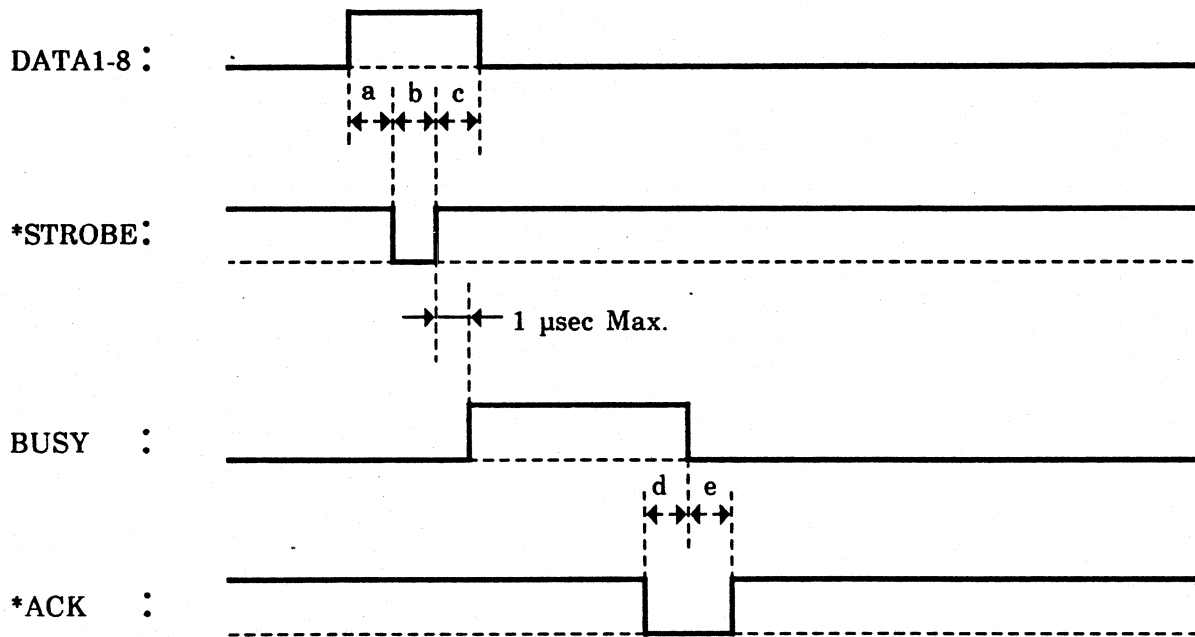 DATA1-8 :
a b c
*STROBE:
1 µsec Max.
BUSY :
d e
*ACK :